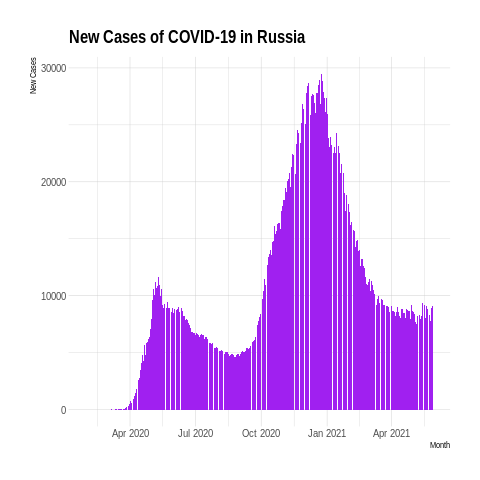 New Cases of COVID-19 in Russia
New Cases
30000
20000
10000
0
Apr 2020 Jul 2020 Oct 2020 Jan 2021 Apr 2021
Month